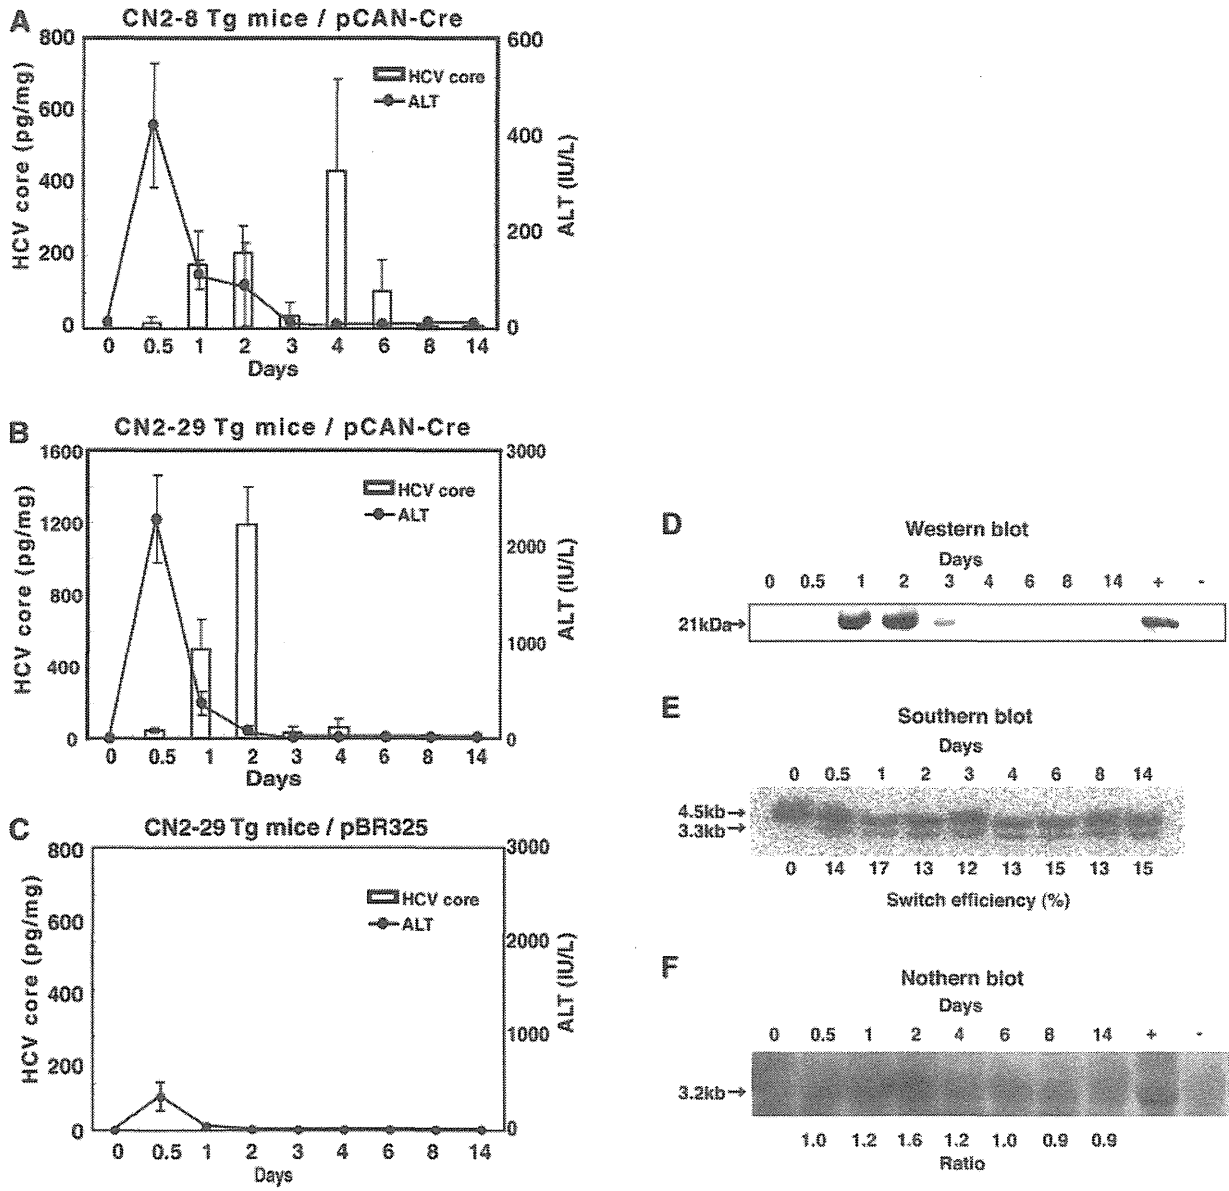 A
CN2-8 Tg mice / pCAN-Cre
800
600
400
200
0
HCV core (pg/mg)
600
400
200
0
ALT (IU/L)
HCV core
ALT
0 0.5 1 2 3 4 6 8 14
Days
B
CN2-29 Tg mice / pCAN-Cre
1600
1200
800
400
0
HCV core (pg/mg)
3000
2000
1000
0
ALT (IU/L)
HCV core
ALT
0 0.5 1 2 3 4 6 8 14
Days
C
CN2-29 Tg mice / pBR325
800
600
400
200
0
HCV core (pg/mg)
3000
2000
1000
0
ALT (IU/L)
HCV core
ALT
0 0.5 1 2 3 4 6 8 14
Days
D
Western blot
Days
0 0.5 1 2 3 4 6 8 14 + -
21kDa→
E
Southern blot
Days
0 0.5 1 2 3 4 6 8 14
4.5kb→
3.3kb→
0 14 17 13 12 13 15 13 15
Switch efficiency (%)
F
Nothern blot
Days
0 0.5 1 2 4 6 8 14 + -
3.2kb→
1.0 1.2 1.6 1.2 1.0 0.9 0.9
Ratio